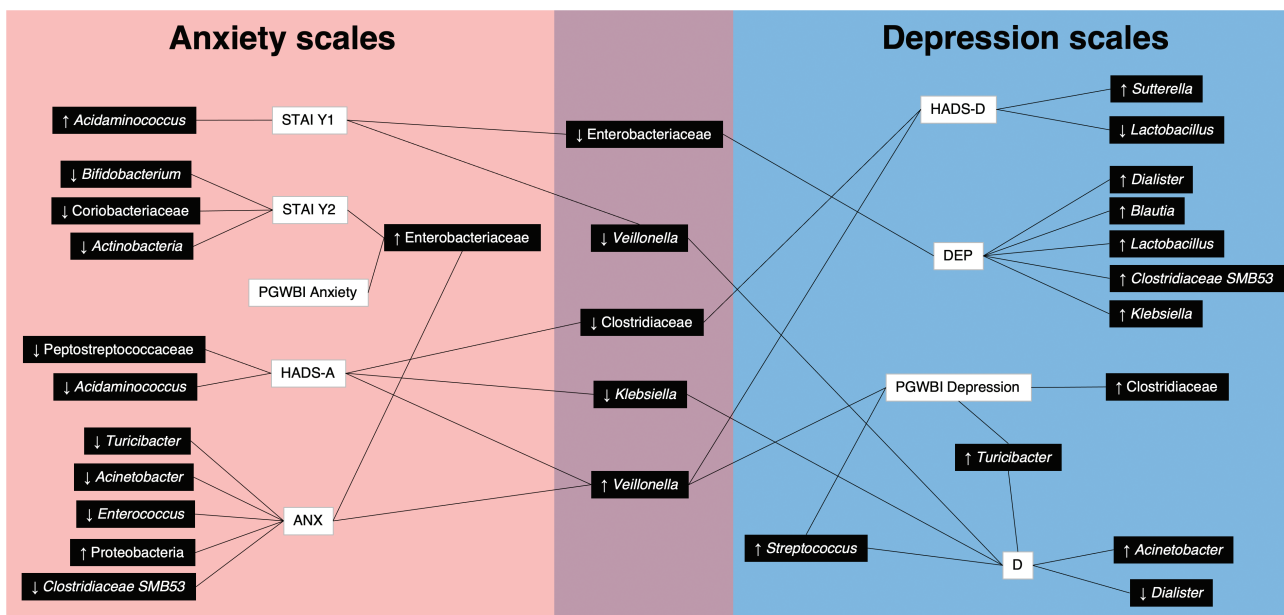 Anxiety scales
Depression scales
↑ Acidaminococcus
STAI Y1
↓ Bifidobacterium
↓ Coriobacteriaceae
↓ Actinobacteria
STAI Y2
↑ Enterobacteriaceae
PGWBI Anxiety
↓ Peptostreptococcaceae
↓ Acidaminococcus
HADS-A
↓ Turicibacter
↓ Acinetobacter
↓ Enterococcus
↑ Proteobacteria
↓ Clostridiaceae SMB53
ANX
↓ Enterobacteriaceae
↓ Veillonella
↓ Clostridiaceae
↓ Klebsiella
↑ Veillonella
HADS-D
↑ Sutterella
↓ Lactobacillus
DEP
↑ Dialister
↑ Blautia
↑ Lactobacillus
↑ Clostridiaceae SMB53
↑ Klebsiella
PGWBI Depression
↑ Clostridiaceae
↑ Turicibacter
↑ Streptococcus
D
↑ Acinetobacter
↓ Dialister